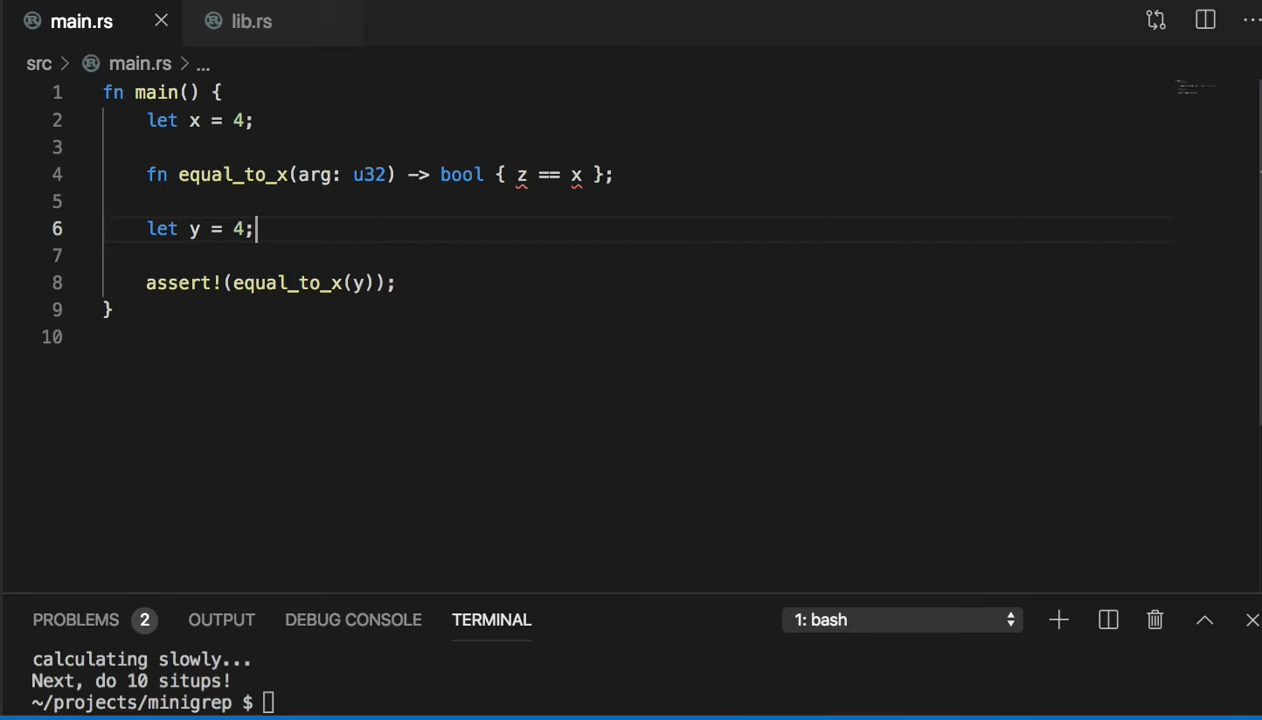 main.rs lib.rs
src > main.rs > ...
1 fn main() {
2 let x = 4;
3
4 fn equal_to_x(arg: u32) -> bool { z == x };
5
6 let y = 4;
7
8 assert!(equal_to_x(y));
9 }
10
PROBLEMS 2 OUTPUT DEBUG CONSOLE TERMINAL 1: bash
calculating slowly...
Next, do 10 situps!
~/projects/minigrep $